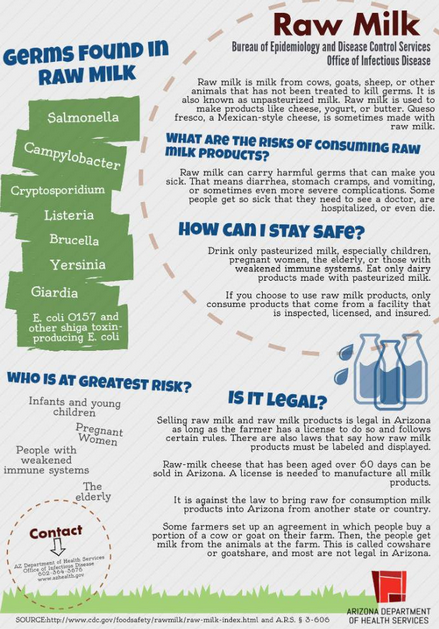 Raw Milk
Bureau of Epidemiology and Disease Control Services
Office of Infectious Disease
Raw milk is milk from cows, goats, sheep, or other
animals that has not been treated to kill germs. It is
also known as unpasteurized milk. Raw milk is used to
make products like cheese, yogurt, or butter. Queso
fresco, a Mexican-style cheese, is sometimes made with
raw milk.
GERMS FOUND IN
RAW MILK
Salmonella
Campylobacter
Cryptosporidium
Listeria
Brucella
Yersinia
Giardia
E. coli O157 and
other shiga toxin-
producing E. coli
WHAT ARE THE RISKS OF CONSUMING RAW
MILK PRODUCTS?
Raw milk can carry harmful germs that can make you
sick. That means diarrhea, stomach cramps, and vomiting,
or sometimes even more severe complications. Some
people get so sick that they need to see a doctor, are
hospitalized, or even die.
HOW CAN I STAY SAFE?
Drink only pasteurized milk, especially children,
pregnant women, the elderly, or those with
weakened immune systems. Eat only dairy
products made with pasteurized milk.
If you choose to use raw milk products, only
consume products that come from a facility that
is inspected, licensed, and insured.
WHO IS AT GREATEST RISK?
Infants and young
children
Pregnant
Women
People with
weakened
immune systems
The
elderly
IS IT LEGAL?
Selling raw milk and raw milk products is legal in Arizona
as long as the farmer has a license to do so and follows
certain rules. There are also laws that say how raw milk
products must be labeled and displayed.
Raw-milk cheese that has been aged over 60 days can be
sold in Arizona. A license is needed to manufacture all milk
products.
It is against the law to bring raw for consumption milk
products into Arizona from another state or country.
Some farmers set up an agreement in which people buy a
portion of a cow or goat on their farm. Then, the people get
milk from the animals at the farm. This is called cowshare
or goatshare, and most are not legal in Arizona.
Contact
AZ Department of Health Services
Office of Infectious Disease
602-364-3676
www.azhealth.gov
ARIZONA DEPARTMENT
OF HEALTH SERVICES
SOURCE:http://www.cdc.gov/foodsafety/rawmilk/raw-milk-index.html and A.R.S. § 3-606